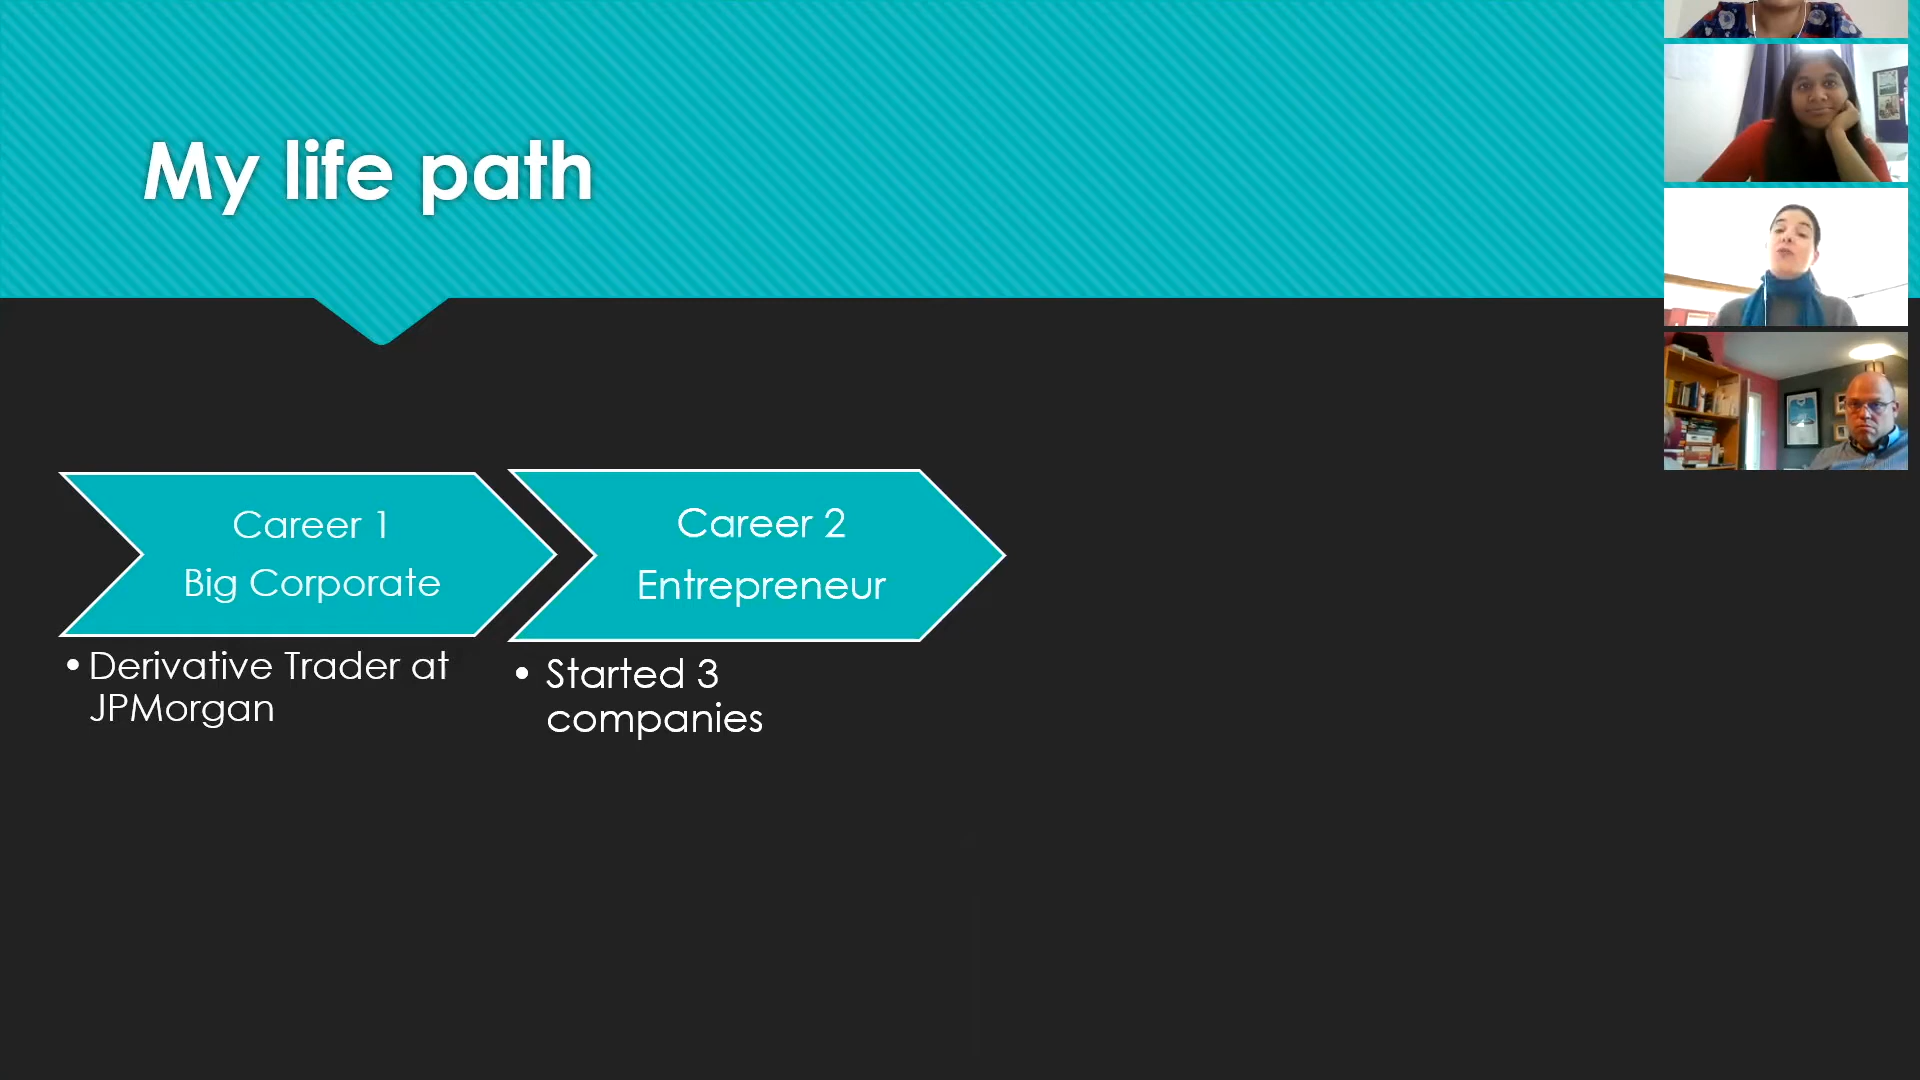 My life path
Career 1
Big Corporate
• Derivative Trader at
JPMorgan
Career 2
Entrepreneur
• Started 3
companies